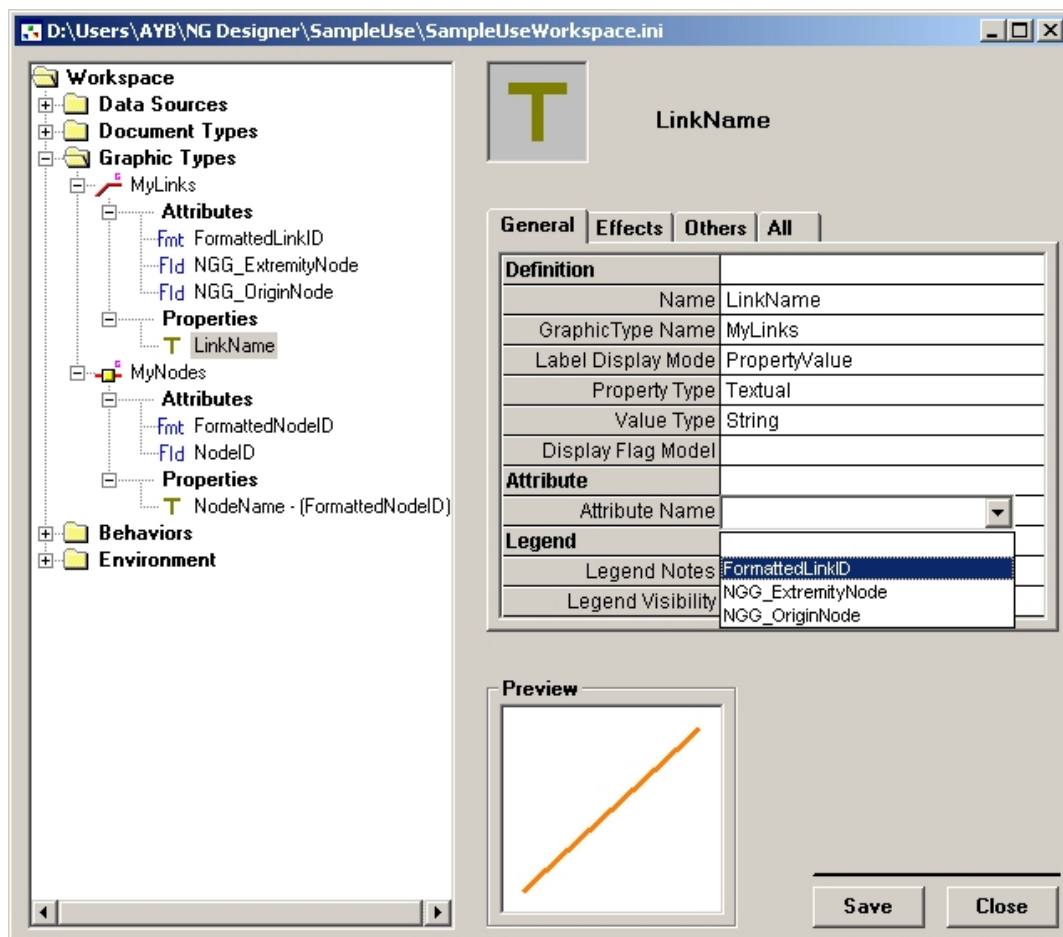 D:\Users\AYB\NG Designer\SampleUse\SampleUseWorkspace.ini
Workspace
Data Sources
Document Types
Graphic Types
MyLinks
Attributes
Fmt FormattedLinkID
Fld NGG_ExtremityNode
Fld NGG_OriginNode
Properties
T LinkName
MyNodes
Attributes
Fmt FormattedNodeID
Fld NodeID
Properties
T NodeName - (FormattedNodeID)
Behaviors
Environment
T LinkName
General Effects Others All
Definition
Name LinkName
GraphicType Name MyLinks
Label Display Mode PropertyValue
Property Type Textual
Value Type String
Display Flag Model
Attribute
Attribute Name
Legend
Legend Notes
Legend Visibility
FormattedLinkID
NGG_ExtremityNode
NGG_OriginNode
Preview
Save Close